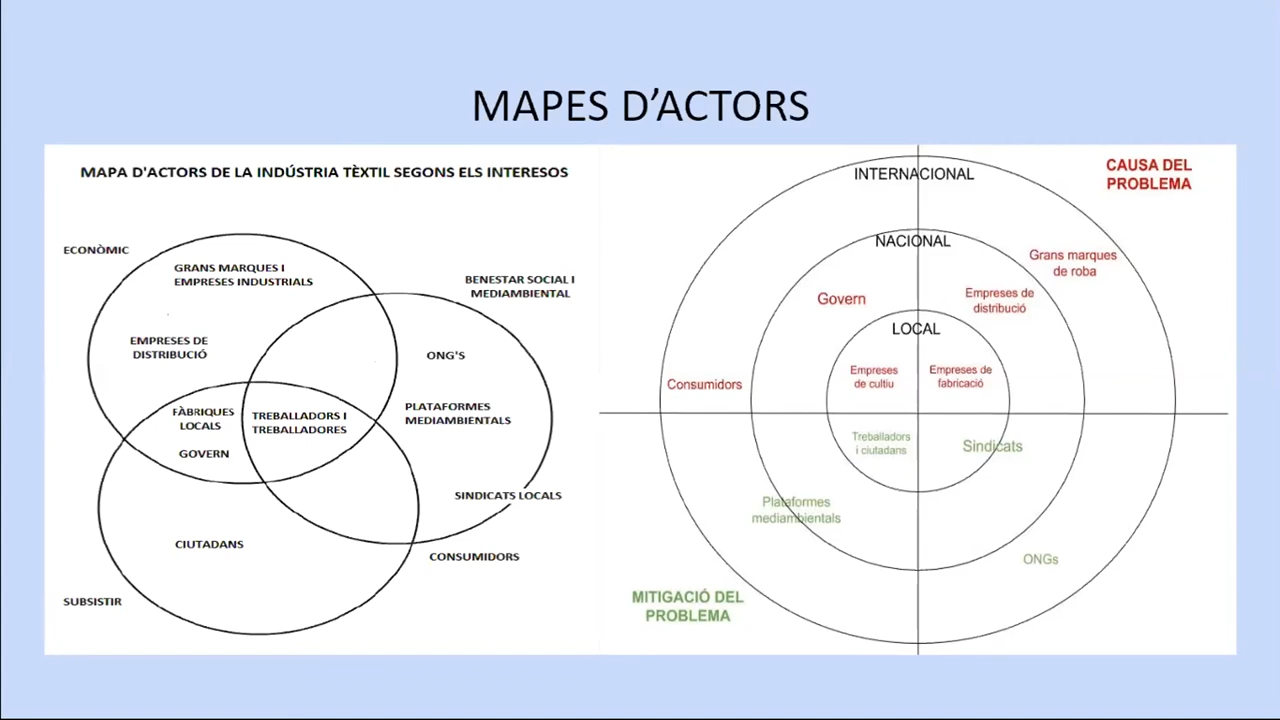 MAPES D'ACTORS
MAPA D'ACTORS DE LA INDÚSTRIA TÈXTIL SEGONS ELS INTERESOS
ECONÒMIC
GRANS MARQUES I
EMPRESES INDUSTRIALS
BENESTAR SOCIAL I
MEDIAMBIENTAL
EMPRESES DE
DISTRIBUCIÓ
ONG'S
FÀBRIQUES
LOCALS
TREBALLADORS I
TREBALLADORES
PLATAFORMES
MEDIAMBIENTALS
GOVERN
SINDICATS LOCALS
CIUTADANS
CONSUMIDORS
SUBSISTIR
INTERNACIONAL
CAUSA DEL
PROBLEMA
NACIONAL
Grans marques
de roba
Govern
Empreses de
distribució
LOCAL
Empreses
de cultiu
Empreses de
fabricació
Consumidors
Treballadors
i ciutadans
Sindicats
Plataformes
mediambientals
ONGs
MITIGACIÓ DEL
PROBLEMA